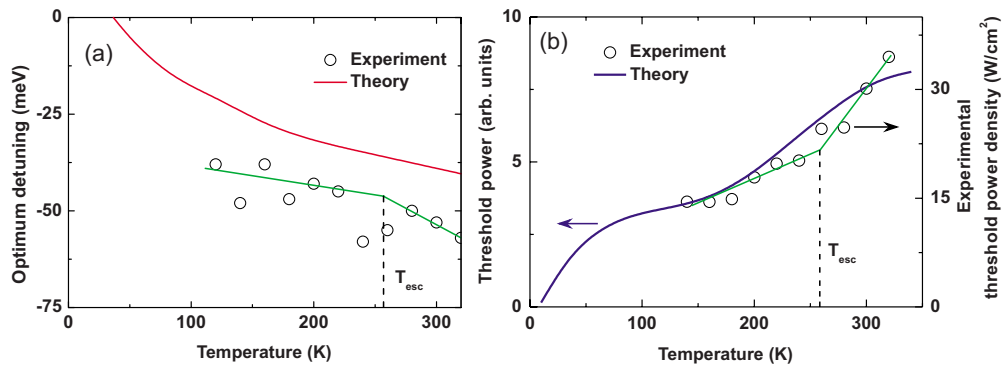 (a)
Experiment
Theory
Optimum detuning (meV)
0
-25
-50
-75
T_esc
0
100
200
300
Temperature (K)
(b)
Experiment
Theory
Threshold power (arb. units)
10
5
0
T_esc
0
100
200
300
Temperature (K)
30
15
0
Experimental
threshold power density (W/cm²)